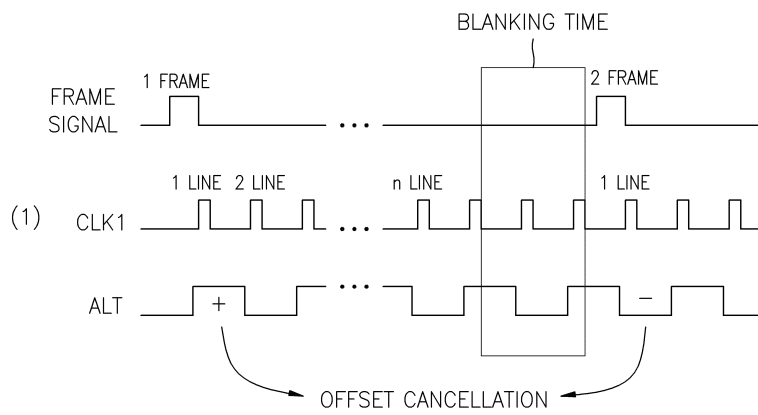 BLANKING TIME
1 FRAME
2 FRAME
FRAME
SIGNAL
...
1 LINE
2 LINE
n LINE
1 LINE
(1)
CLK1
...
ALT
+
...
−
OFFSET CANCELLATION